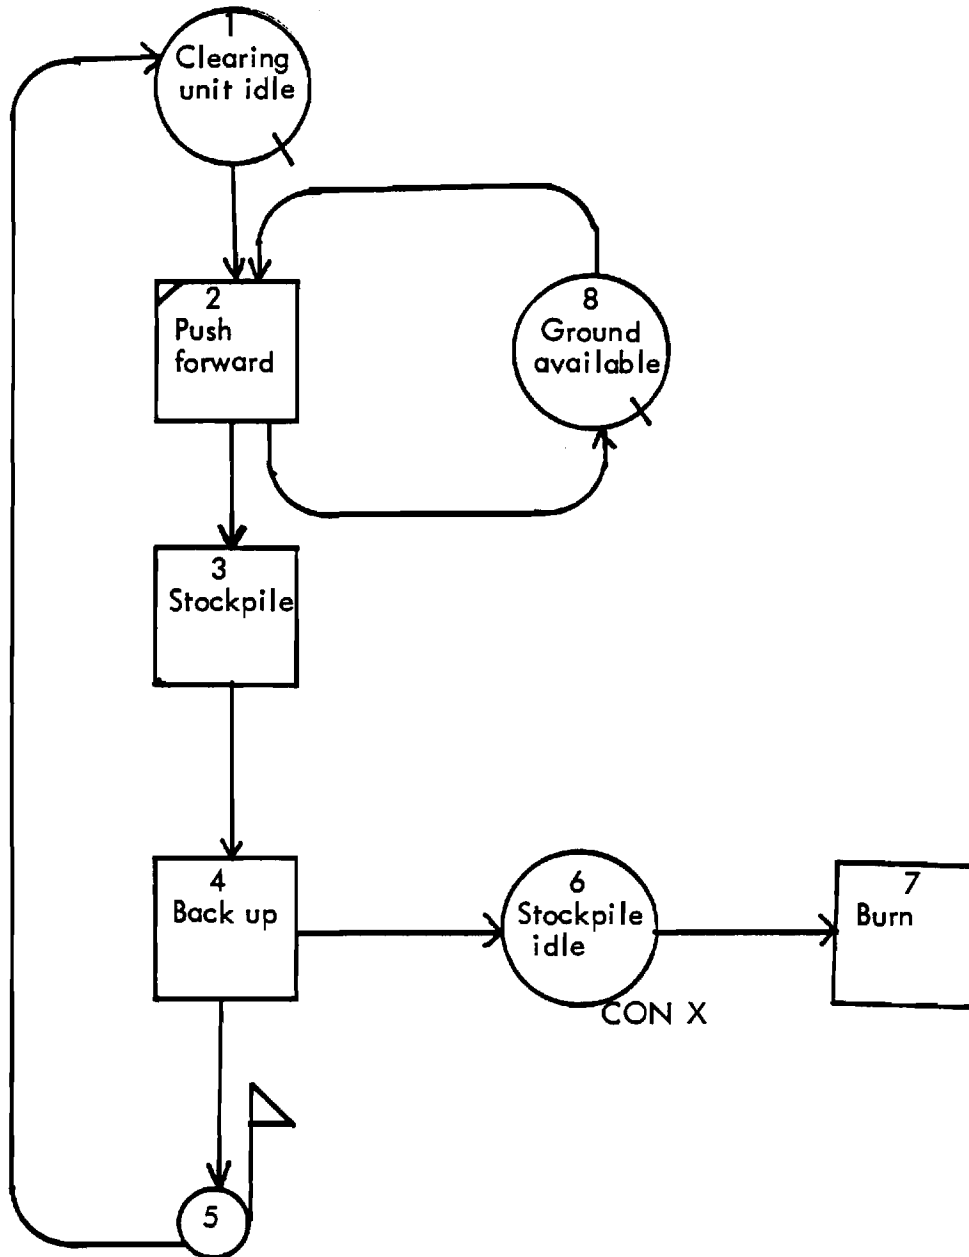 1
Clearing
unit idle
2
Push
forward
8
Ground
available
3
Stockpile
4
Back up
6
Stockpile
idle
CON X
7
Burn
5